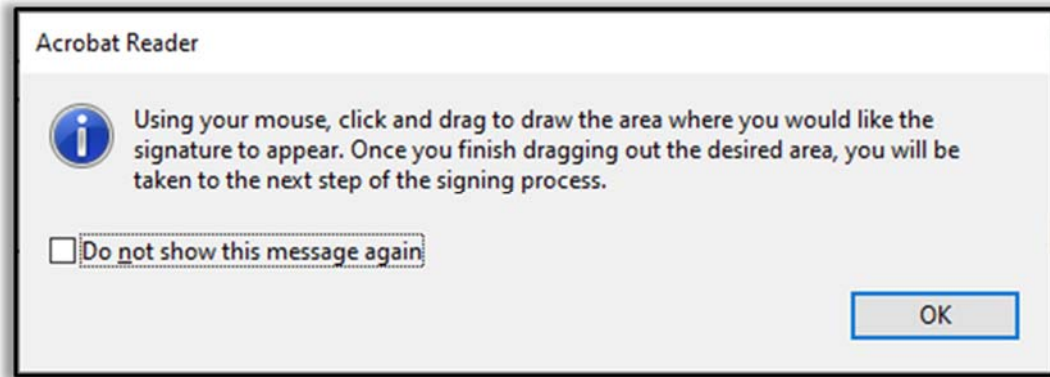 Acrobat Reader
Using your mouse, click and drag to draw the area where you would like the
signature to appear. Once you finish dragging out the desired area, you will be
taken to the next step of the signing process.
Do not show this message again
OK